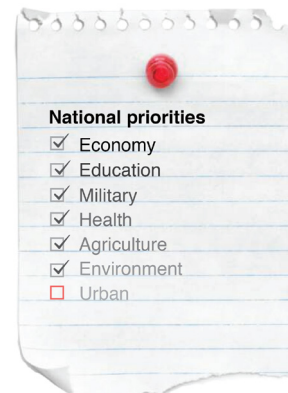 National priorities
Economy
Education
Military
Health
Agriculture
Environment
Urban